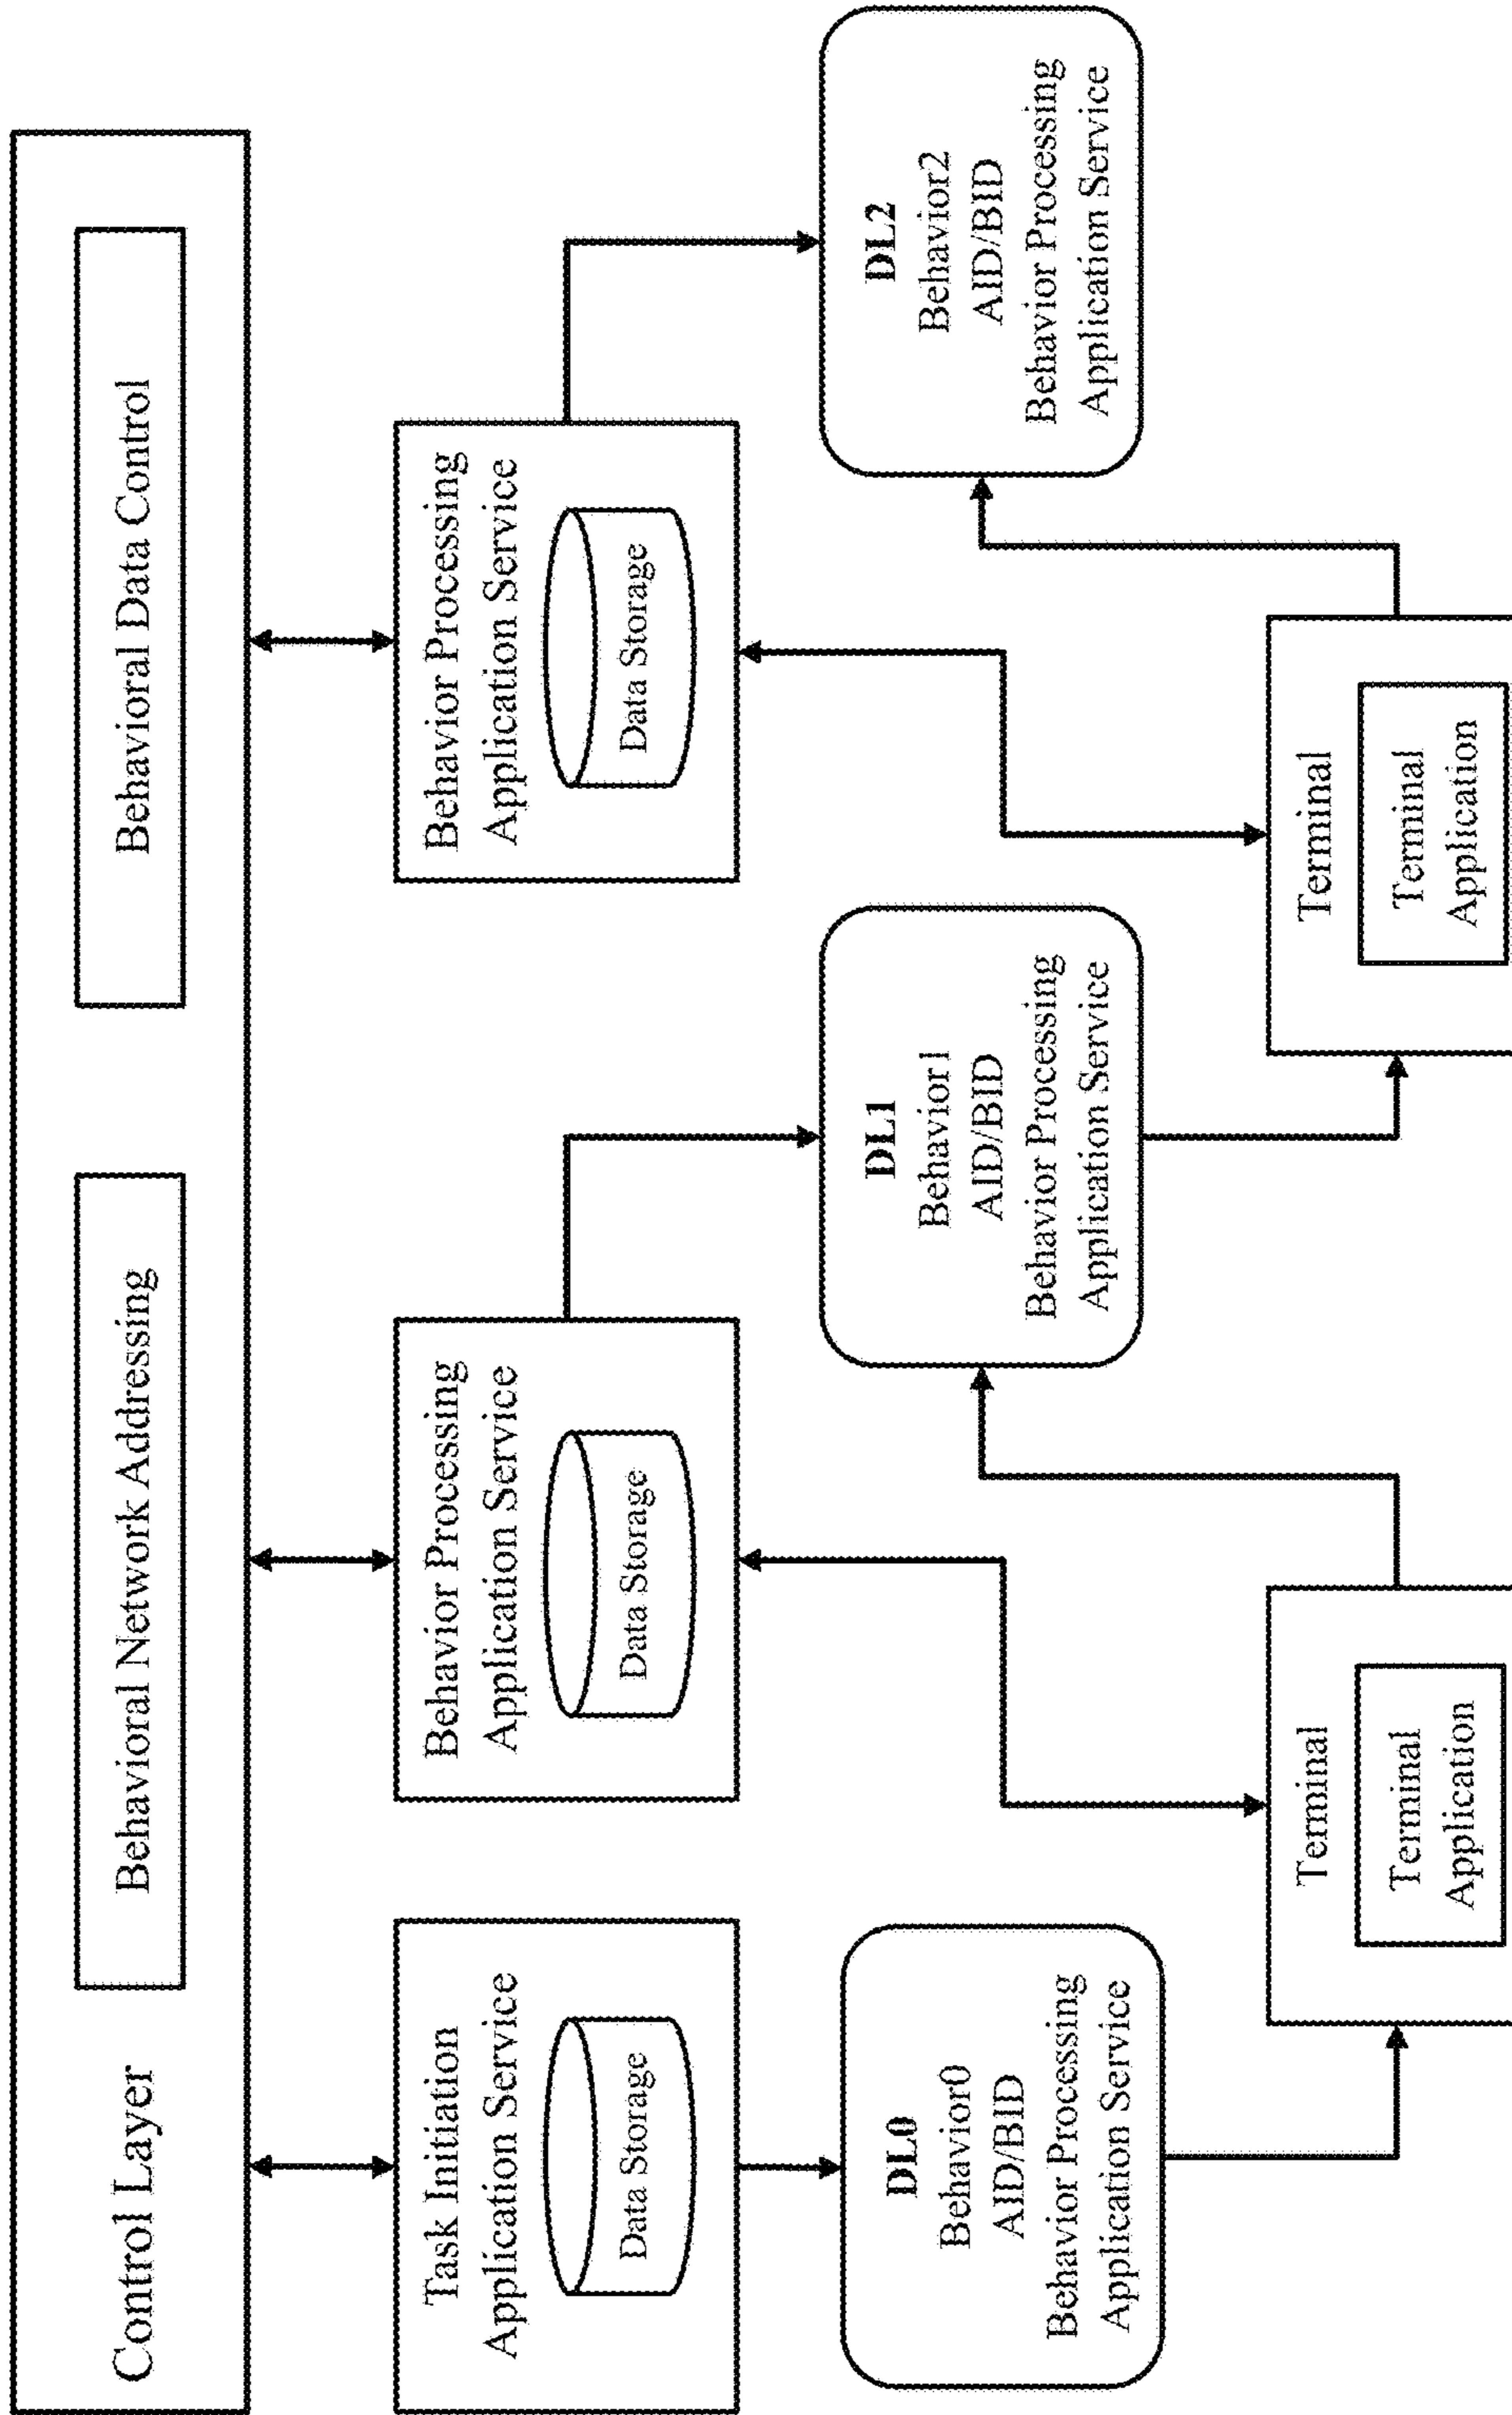 Control Layer
Behavioral Network Addressing
Behavioral Data Control
Task Initiation
Application Service
Data Storage
Behavior Processing
Application Service
Data Storage
Behavior Processing
Application Service
Data Storage
DL0
Behavior0
AID/BID
Behavior Processing
Application Service
DL1
Behavior1
AID/BID
Behavior Processing
Application Service
DL2
Behavior2
AID/BID
Behavior Processing
Application Service
Terminal
Terminal
Application
Terminal
Terminal
Application